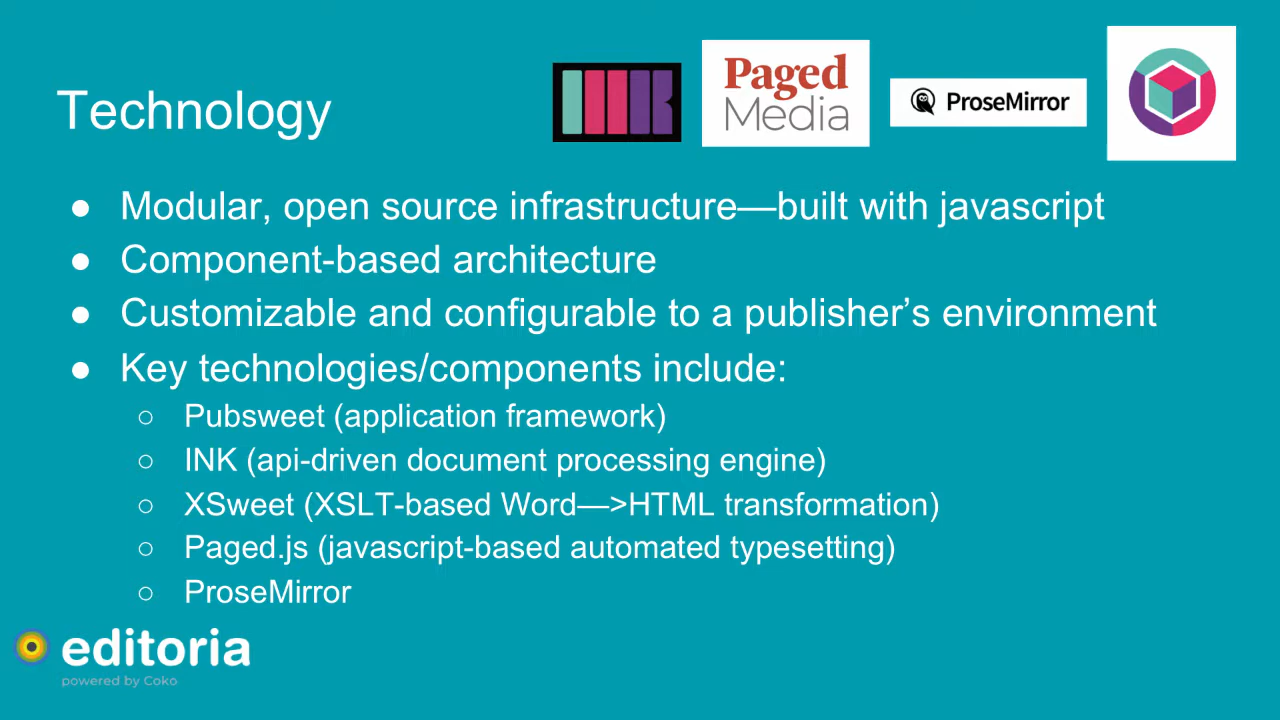 Technology
INK
Paged
Media
ProseMirror
● Modular, open source infrastructure—built with javascript
● Component-based architecture
● Customizable and configurable to a publisher’s environment
● Key technologies/components include:
○ Pubsweet (application framework)
○ INK (api-driven document processing engine)
○ XSweet (XSLT-based Word—>HTML transformation)
○ Paged.js (javascript-based automated typesetting)
○ ProseMirror
editoria
powered by Coko